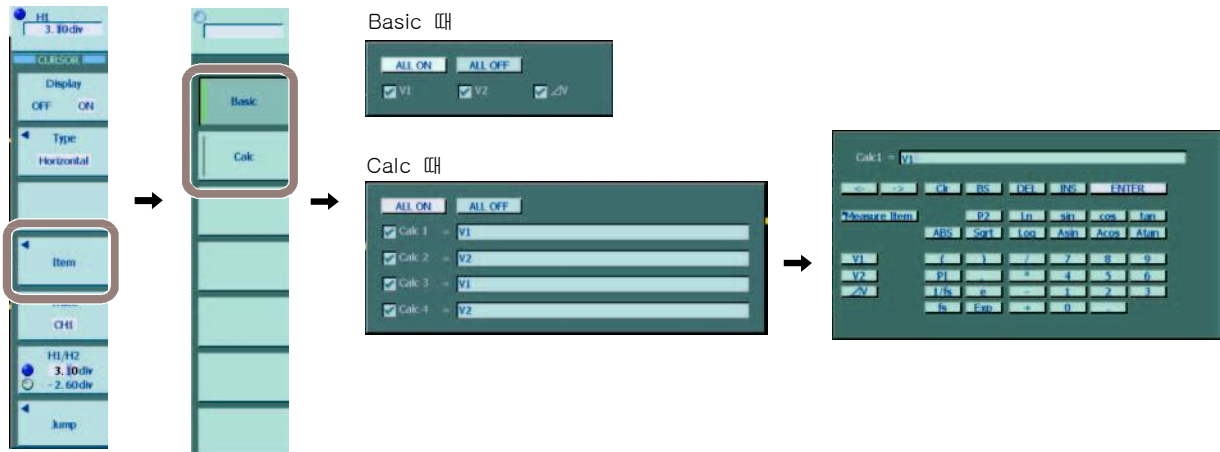 H1
3.10div
CURSOR
Display
OFF ON
Type
Horizontal
Item
CH1
H1/H2
3.10div
-2.60div
Jump
Basic
Calc
Basic 때
ALL ON ALL OFF
V1 V2 ⊿V
Calc 때
ALL ON ALL OFF
Calc 1 = V1
Calc 2 = V2
Calc 3 = V1
Calc 4 = V2
Calc1 = V1
<- -> Clr BS DEL INS ENTER
Measure Item P2 Ln sin cos tan
ABS Sqrt Log Asin Acos Atan
V1 ( ) / 7 8 9
V2 PI * 4 5 6
⊿V 1/fs e - 1 2 3
fs Exp + 0